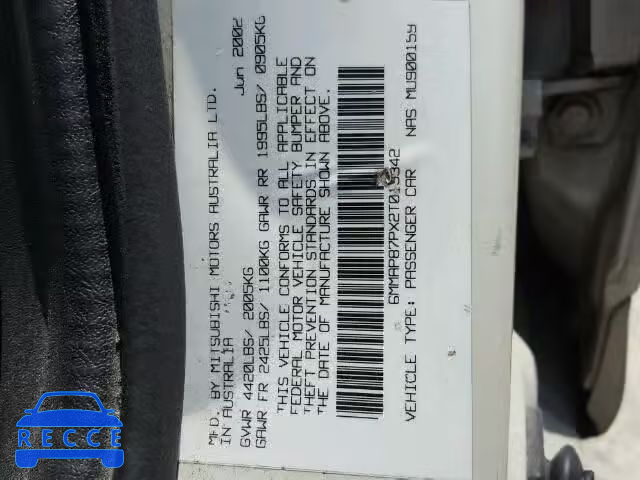 MFD. BY MITSUBISHI MOTORS AUSTRALIA LTD.
IN AUSTRALIA Jun 2002
GVWR 4420LBS/ 2005KG
GAWR FR 2425LBS/ 1100KG GAWR RR 1995LBS/ 0905KG
*THIS VEHICLE CONFORMS TO ALL APPLICABLE
FEDERAL MOTOR VEHICLE SAFETY BUMPER AND
*THEFT PREVENTION STANDARDS IN EFFECT ON
THE DATE OF MANUFACTURE SHOWN ABOVE.
6MMAP87PX2T015342
VEHICLE TYPE: PASSENGER CAR NAS MU90015y
RECCE